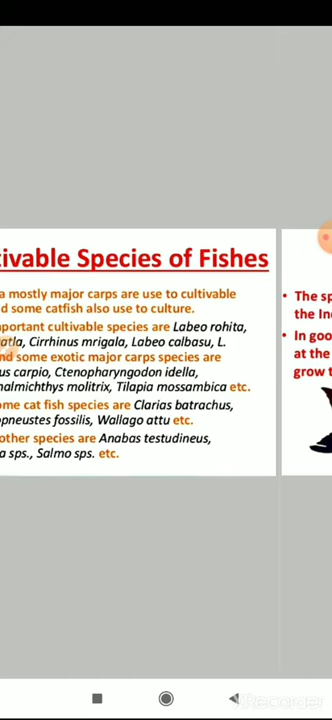 tivable Species of Fishes
a mostly major carps are use to cultivable
d some catfish also use to culture.
portant cultivable species are Labeo rohita,
atla, Cirrhinus mrigala, Labeo calbasu, L.
nd some exotic major carps species are
us carpio, Ctenopharyngodon idella,
halmichthys molitrix, Tilapia mossambica etc.
ome cat fish species are Clarias batrachus,
opneustes fossilis, Wallago attu etc.
other species are Anabas testudineus,
a sps., Salmo sps. etc.
• The sp
the In
• In goo
at the
grow t
Recorder